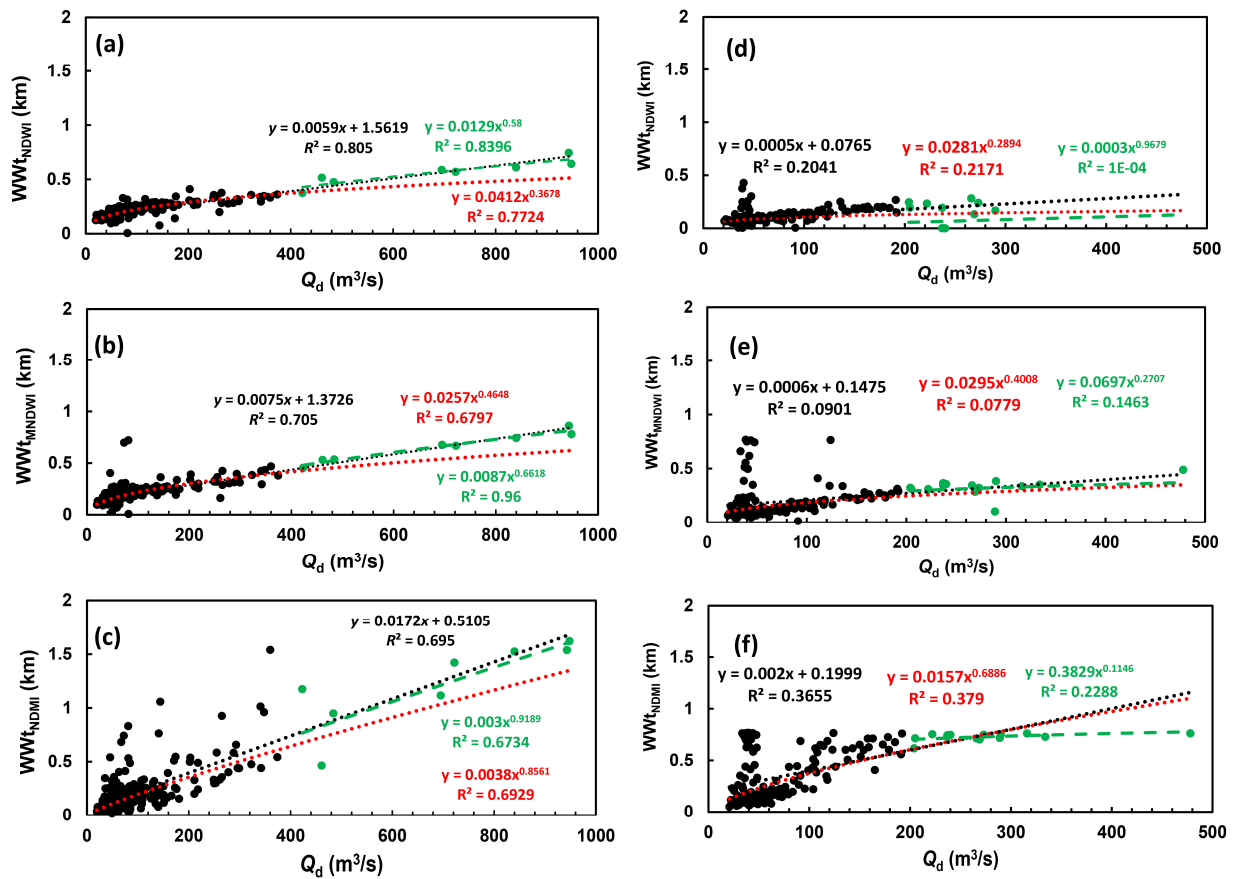 (a)
WWt_NDWI (km)
2
1.5
1
0.5
0
y = 0.0059x + 1.5619
R² = 0.805
y = 0.0129x^0.58
R² = 0.8396
y = 0.0412x^0.3678
R² = 0.7724
0 200 400 600 800 1000
Q_d (m³/s)
(d)
WWt_NDWI (km)
2
1.5
1
0.5
0
y = 0.0005x + 0.0765
R² = 0.2041
y = 0.0281x^0.2894
R² = 0.2171
y = 0.0003x^0.9679
R² = 1E-04
0 100 200 300 400 500
Q_d (m³/s)
(b)
WWt_MNDWI (km)
2
1.5
1
0.5
0
y = 0.0075x + 1.3726
R² = 0.705
y = 0.0257x^0.4648
R² = 0.6797
y = 0.0087x^0.6618
R² = 0.96
0 200 400 600 800 1000
Q_d (m³/s)
(e)
WWt_MNDWI (km)
2
1.5
1
0.5
0
y = 0.0006x + 0.1475
R² = 0.0901
y = 0.0295x^0.4008
R² = 0.0779
y = 0.0697x^0.2707
R² = 0.1463
0 100 200 300 400 500
Q_d (m³/s)
(c)
WWt_NDMI (km)
2
1.5
1
0.5
0
y = 0.0172x + 0.5105
R² = 0.695
y = 0.003x^0.9189
R² = 0.6734
y = 0.0038x^0.8561
R² = 0.6929
0 200 400 600 800 1000
Q_d (m³/s)
(f)
WWt_NDMI (km)
2
1.5
1
0.5
0
y = 0.002x + 0.1999
R² = 0.3655
y = 0.0157x^0.6886
R² = 0.379
y = 0.3829x^0.1146
R² = 0.2288
0 100 200 300 400 500
Q_d (m³/s)